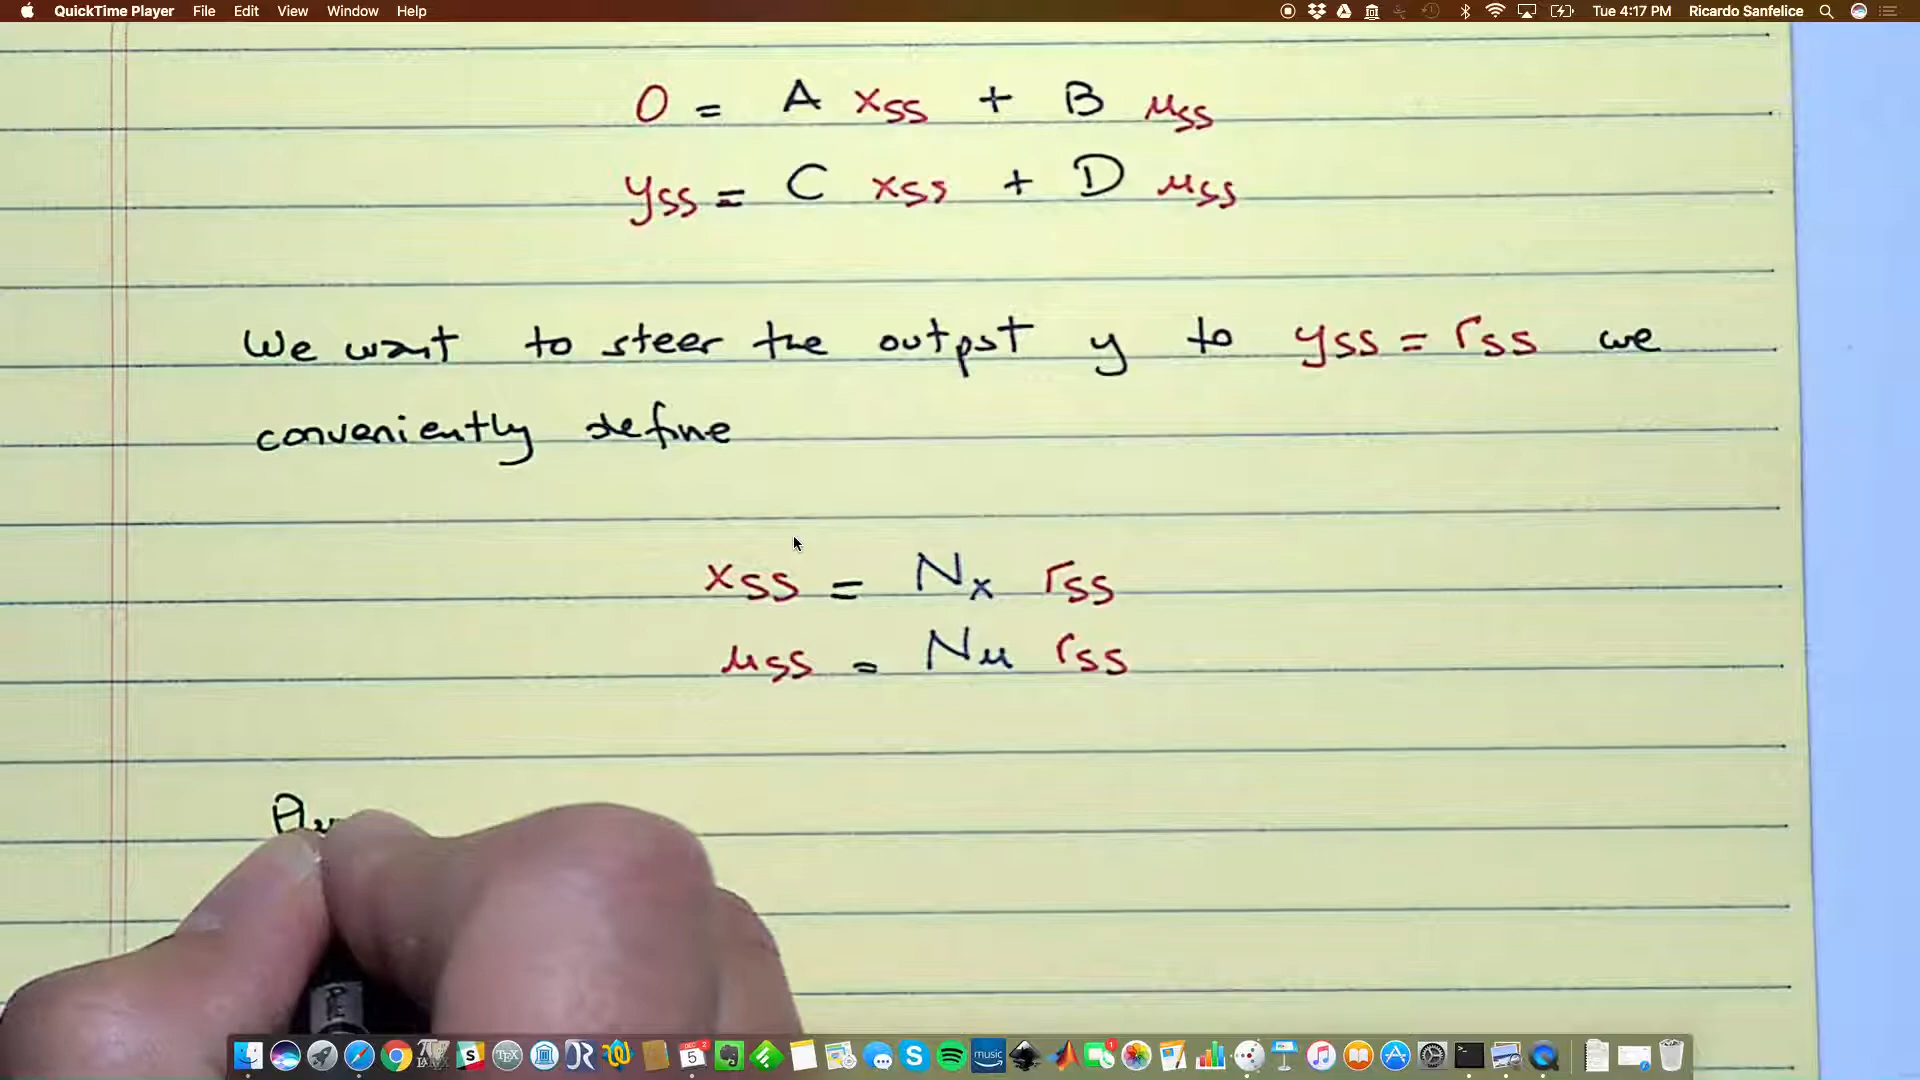 QuickTime Player File Edit View Window Help Tue 4:17 PM Ricardo Sanfelice
0 = A xss + B uss
yss = C xss + D uss
We want to steer the output y to yss = rss we
conveniently define
xss = Nx rss
uss = Nu rss